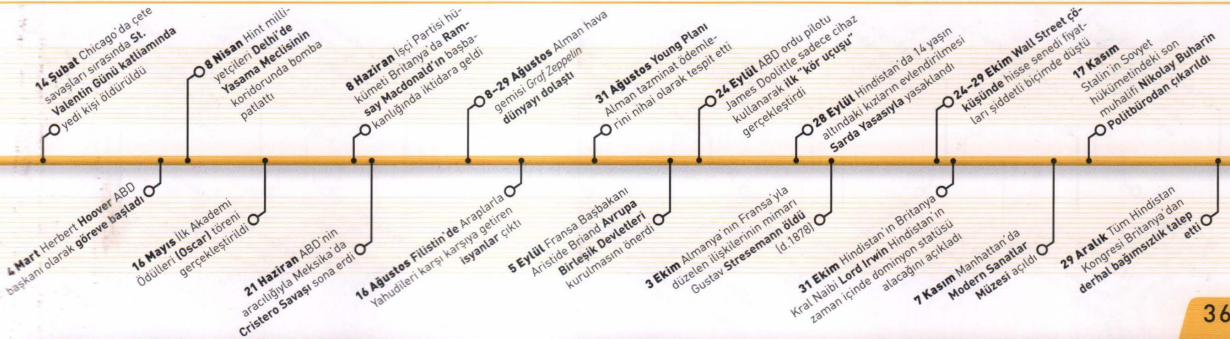 14 Şubat Chicago'da çete
savaşları sırasında St.
Valentin Günü katliamında
yedi kişi öldürüldü
8 Nisan Hint milli-
yetçileri Delhi'de
Yasama Meclisinin
koridorunda bomba
patlattı
8 Haziran İşçi Partisi hü-
kümeti Britanya'da Ram-
say Macdonald'ın başba-
kanlığında iktidara geldi
8–29 Ağustos Alman hava
gemisi Graf Zeppelin
dünyayı dolaştı
31 Ağustos Young Planı
Alman tazminat ödemle-
rini nihai olarak tespit etti
24 Eylül ABD ordu pilotu
James Doolittle sadece cihaz
kullanarak ilk "kör uçuşu"
gerçekleştirdi
28 Eylül Hindistan'da 14 yaşın
altındaki kızların evlendirilmesi
Sarda Yasasıyla yasaklandı
24–29 Ekim Wall Street çö-
küşünde hisse senedi fiyat-
ları şiddetli biçimde düştü
17 Kasım
Stalin'in Sovyet
hükümetindeki son
muhalifi Nikolay Buharin
Politbürodan çıkarıldı
4 Mart Herbert Hoover ABD
başkanı olarak göreve başladı
16 Mayıs İlk Akademi
Ödülleri (Oscar) töreni
gerçekleştirildi
21 Haziran ABD'nin
aracılığıyla Meksika'da
Cristero Savaşı sona erdi
16 Ağustos Filistin'de Araplarla
Yahudileri karşı karşıya getiren
isyanlar çıktı
5 Eylül Fransa Başbakanı
Aristide Briand Avrupa
Birleşik Devletleri
kurulmasını önerdi
3 Ekim Almanya'nın Fransa'yla
düzelen ilişkilerinin mimarı
Gustav Stresemann öldü
(d.1878)
31 Ekim Hindistan'ın Britanya
Kral Naibi Lord Irwin Hindistan'ın
zaman içinde dominyon statüsü
alacağını açıkladı
7 Kasım Manhattan'da
Modern Sanatlar
Müzesi açıldı
29 Aralık Tüm Hindistan
Kongresi Britanya'dan
derhal bağımsızlık talep
etti
36